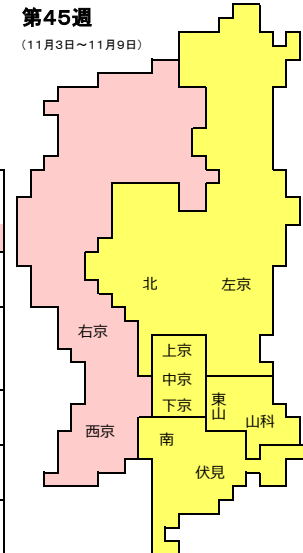 第45週
（11月3日～11月9日）
北
左京
右京
上京
中京
下京
東山
山科
西京
南
伏見